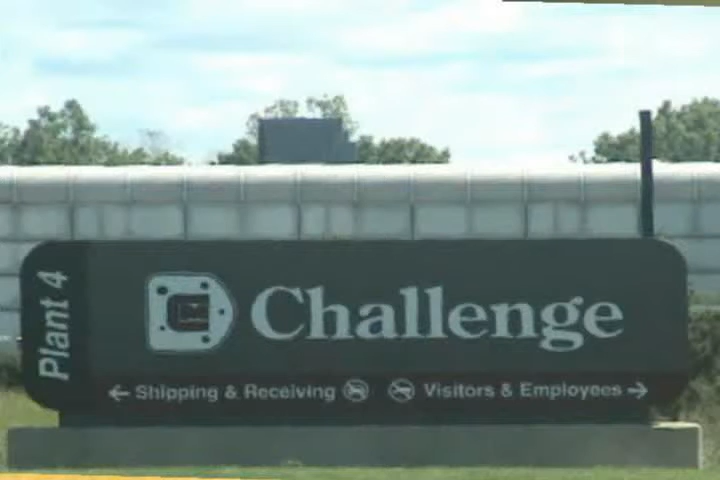 Plant 4
Challenge
← Shipping & Receiving
Visitors & Employees →